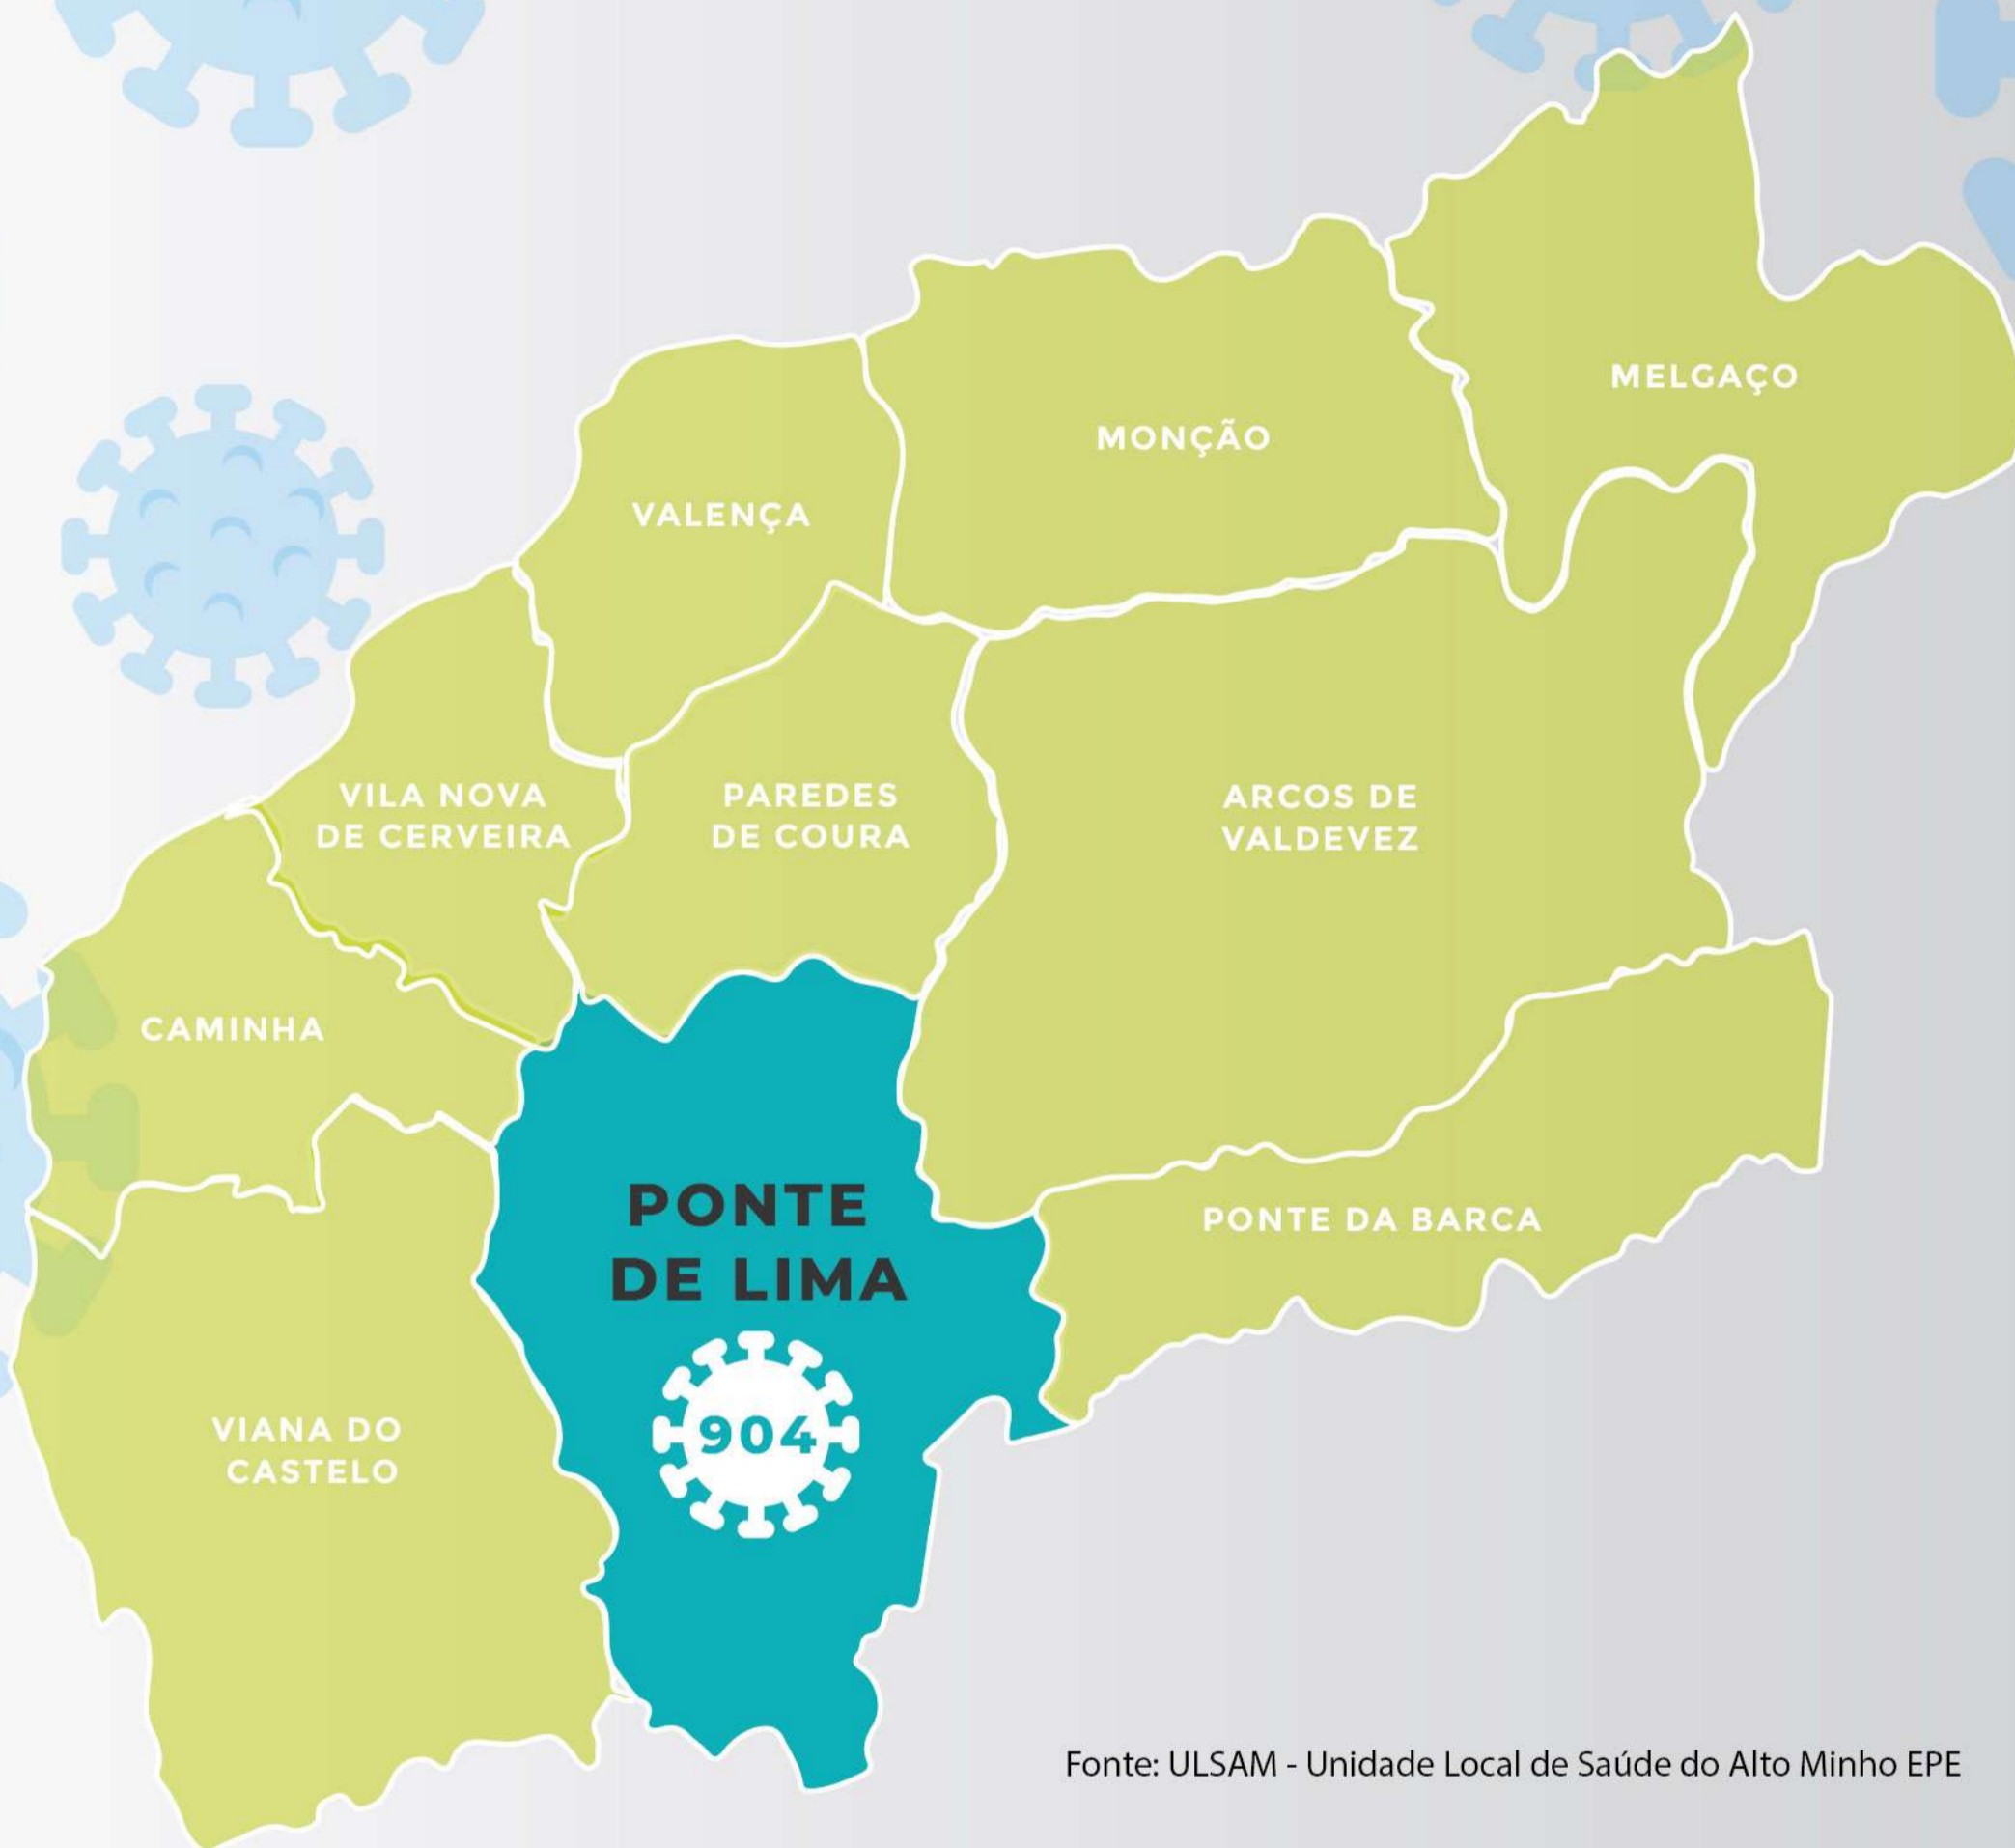 MELGAÇO
MONÇÃO
VALENÇA
VILA NOVA
DE CERVEIRA
PAREDES
DE COURA
ARCOS DE
VALDEVEZ
CAMINHA
PONTE
DE LIMA
904
PONTE DA BARCA
VIANA DO
CASTELO
Fonte: ULSAM - Unidade Local de Saúde do Alto Minho EPE